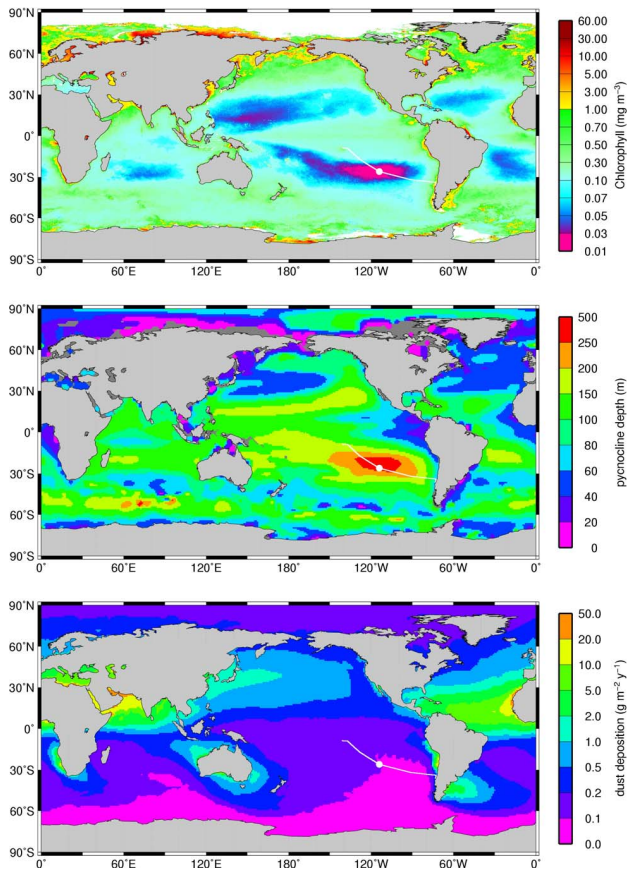 90°N
60°N
30°N
0°
30°S
60°S
90°S
0° 60°E 120°E 180° 120°W 60°W 0°
60.00
30.00
10.00
5.00
3.00
1.00
0.70
0.50
0.30
0.10
0.07
0.05
0.03
0.01
Chlorophyll (mg m⁻³)
90°N
60°N
30°N
0°
30°S
60°S
90°S
0° 60°E 120°E 180° 120°W 60°W 0°
500
250
200
150
100
80
60
40
20
0
pycnocline depth (m)
90°N
60°N
30°N
0°
30°S
60°S
90°S
0° 60°E 120°E 180° 120°W 60°W 0°
50.0
20.0
10.0
5.0
2.0
1.0
0.5
0.2
0.1
0.0
dust deposition (g m⁻² y⁻¹)